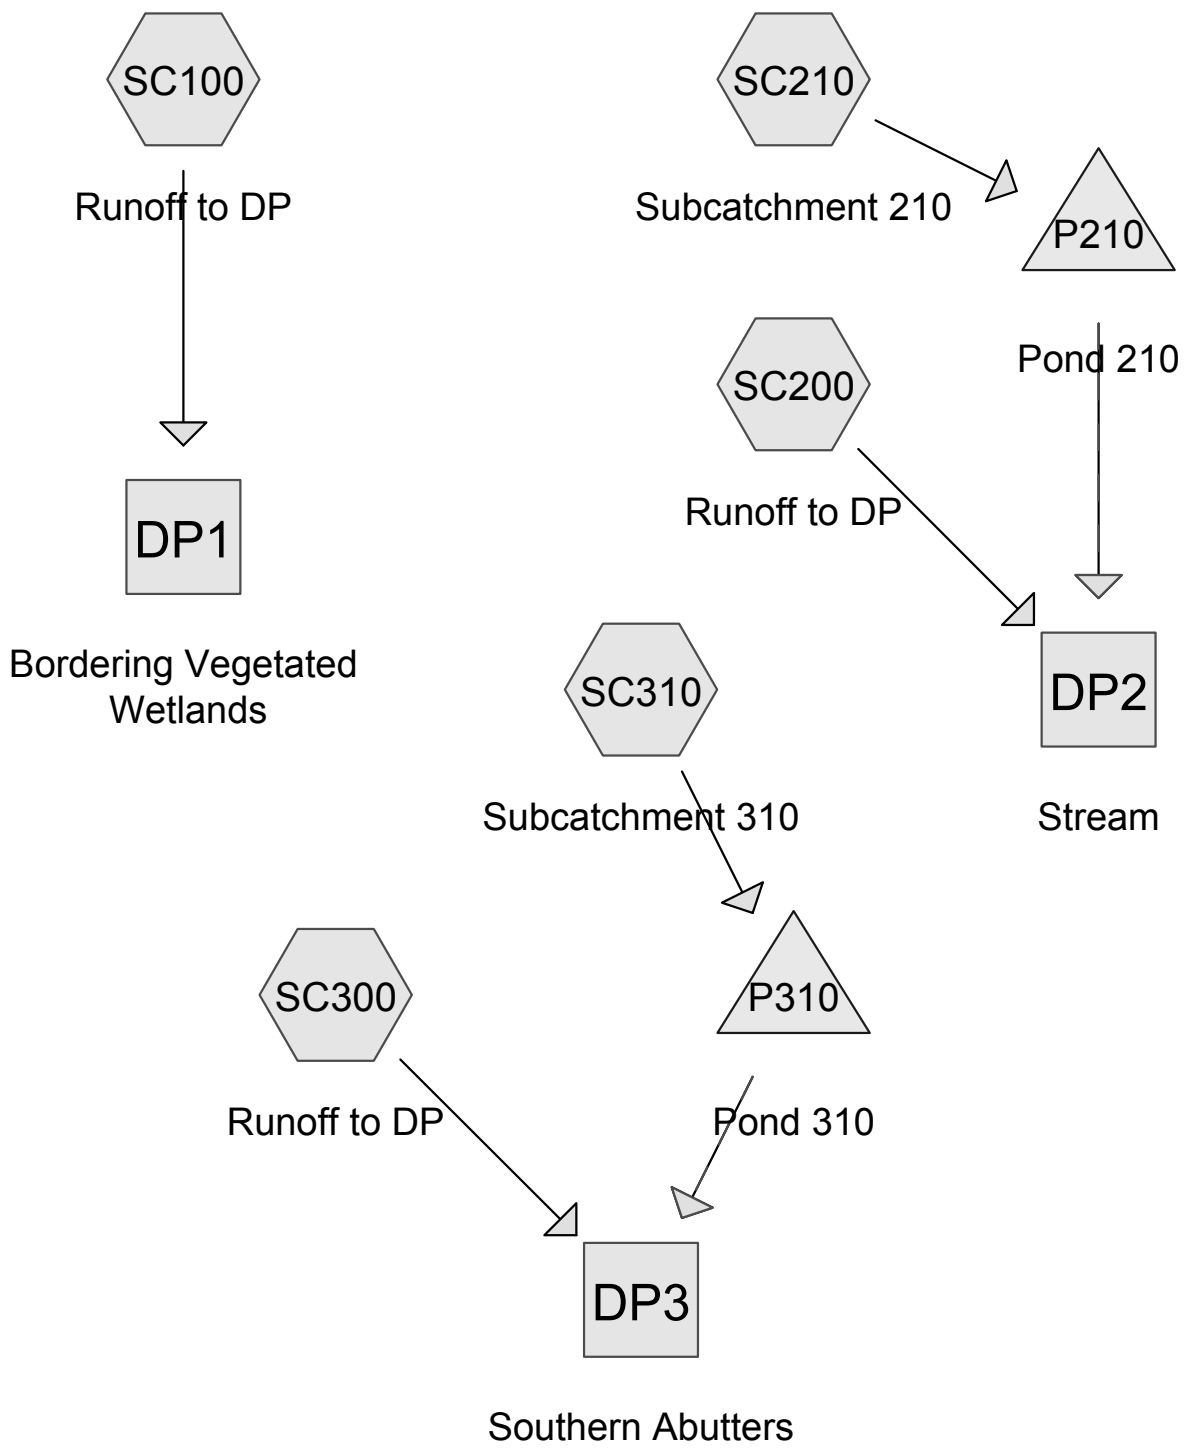 SC100
Runoff to DP
DP1
Bordering Vegetated
Wetlands
SC210
Subcatchment 210
P210
Pond 210
SC200
Runoff to DP
DP2
Stream
SC310
Subcatchment 310
P310
Pond 310
SC300
Runoff to DP
DP3
Southern Abutters